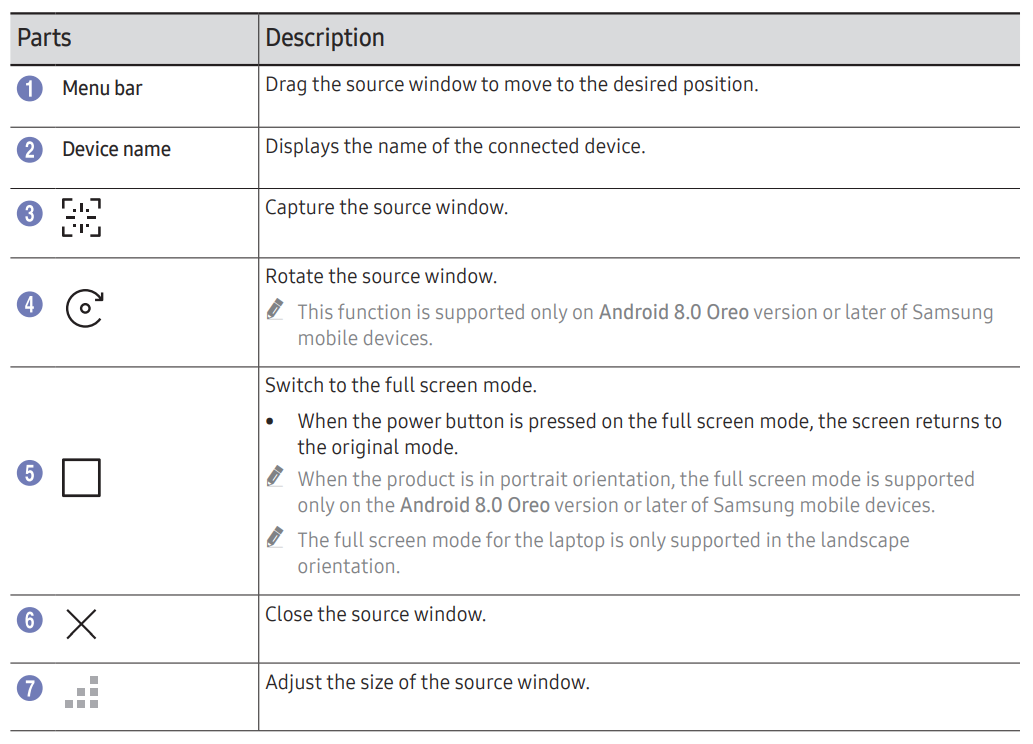 Parts Description
1 Menu bar Drag the source window to move to the desired position.
2 Device name Displays the name of the connected device.
3 Capture the source window.
Rotate the source window.
4 This function is supported only on Android 8.0 Oreo version or later of Samsung
mobile devices.
Switch to the full screen mode.
• When the power button is pressed on the full screen mode, the screen returns to
the original mode.
5 When the product is in portrait orientation, the full screen mode is supported
only on the Android 8.0 Oreo version or later of Samsung mobile devices.
The full screen mode for the laptop is only supported in the landscape
orientation.
6 Close the source window.
7 Adjust the size of the source window.